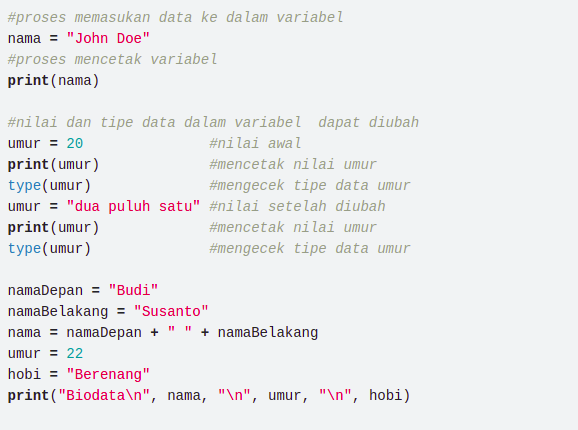 #proses memasukan data ke dalam variabel
nama = "John Doe"
#proses mencetak variabel
print(nama)

#nilai dan tipe data dalam variabel  dapat diubah
umur = 20               #nilai awal
print(umur)             #mencetak nilai umur
type(umur)              #mengecek tipe data umur
umur = "dua puluh satu" #nilai setelah diubah
print(umur)             #mencetak nilai umur
type(umur)              #mengecek tipe data umur

namaDepan = "Budi"
namaBelakang = "Susanto"
nama = namaDepan + " " + namaBelakang
umur = 22
hobi = "Berenang"
print("Biodata\n", nama, "\n", umur, "\n", hobi)